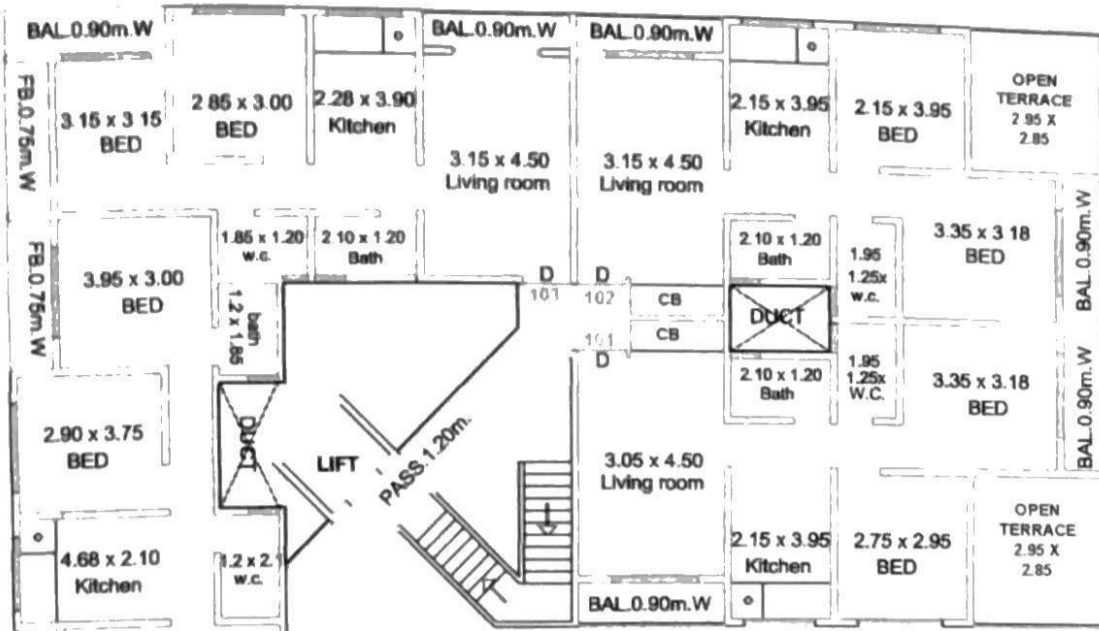 BAL.0.90m.W
BAL.0.90m.W
BAL.0.90m.W
FB.0.75m.W
3.15 x 3 15
BED
2 85 x 3.00
BED
2.28 x 3.90
Kitchen
3.15 x 4.50
Living room
3.15 x 4 50
Living room
2.15 x 3.95
Kitchen
2.15 x 3.95
BED
OPEN
TERRACE
2.95 X
2.85
FB.0.75m.W
3.95 x 3.00
BED
1.85 x 1.20
w.c.
2.10 x 1.20
Bath
2.10 x 1.20
Bath
1.95
1.25x
w.c.
3.35 x 3 18
BED
BAL.0.90m.W
1.2 x 1.85
bath
D
101
D
102
CB
CB
DUCT
101
D
2.10 x 1.20
Bath
1.95
1.25x
W.C.
3.35 x 3.18
BED
BAL.0.90m.W
2.90 x 3.75
BED
DUCT
LIFT
PASS.1.20m.
3.05 x 4.50
Living room
4.68 x 2.10
Kitchen
1.2 x 2.1
w.c.
2.15 x 3.95
Kitchen
2.75 x 2.95
BED
OPEN
TERRACE
2.95 X
2.85
BAL.0.90m.W